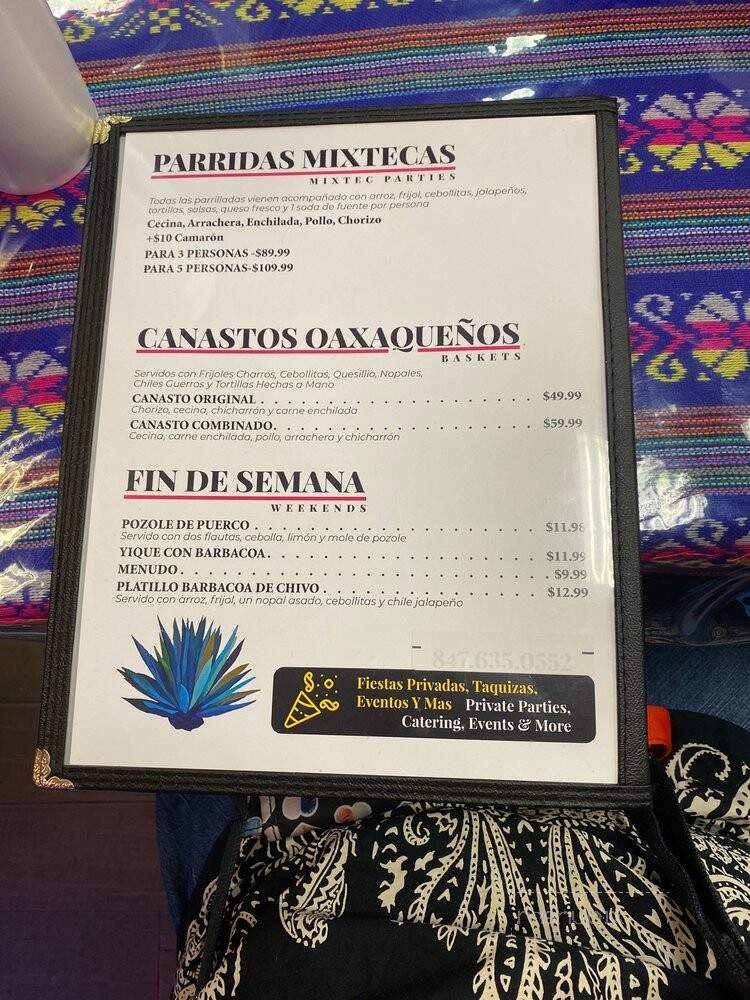 PARRIDAS MIXTECAS
MIXTEC PARTIES
Todas las parrilladas vienen acompañado con arroz, frijol, cebollitas, jalapeños,
tortillas, salsas, queso fresco y 1 soda de fuente por persona
Cecina, Arrachera, Enchilada, Pollo, Chorizo
+$10 Camarón
PARA 3 PERSONAS -$89.99
PARA 5 PERSONAS-$109.99
CANASTOS OAXAQUEÑOS
BASKETS
Servidos con Frijoles Charros, Cebollitas, Quesillio, Nopales,
Chiles Guerros y Tortillas Hechas a Mano
CANASTO ORIGINAL . . . . . . . . . . . . . . . . . . . . . $49.99
Chorizo, cecina, chicharrón y carne enchilada
CANASTO COMBINADO. . . . . . . . . . . . . . . . . . . . $59.99
Cecina, carne enchilada, pollo, arrachera y chicharrón
FIN DE SEMANA
WEEKENDS
POZOLE DE PUERCO . . . . . . . . . . . . . . . . . . . . . $11.98
Servido con dos flautas, cebolla, limón y mole de pozole
YIQUE CON BARBACOA. . . . . . . . . . . . . . . . . . . . $11.99
MENUDO. . . . . . . . . . . . . . . . . . . . . . . . . . . $9.99
PLATILLO BARBACOA DE CHIVO . . . . . . . . . . . . . . . . $12.99
Servido con arroz, frijol, un nopal asado, cebollitas y chile jalapeño
847.635.0552
Fiestas Privadas, Taquizas,
Eventos Y Mas Private Parties,
Catering, Events & More